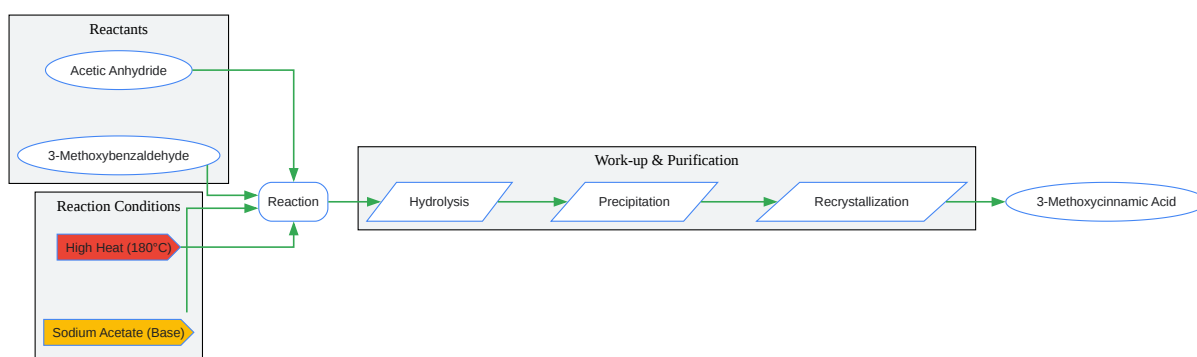 Reactants
Acetic Anhydride
3-Methoxybenzaldehyde
Reaction Conditions
High Heat (180°C)
Sodium Acetate (Base)
Reaction
Work-up & Purification
Hydrolysis
Precipitation
Recrystallization
3-Methoxycinnamic Acid